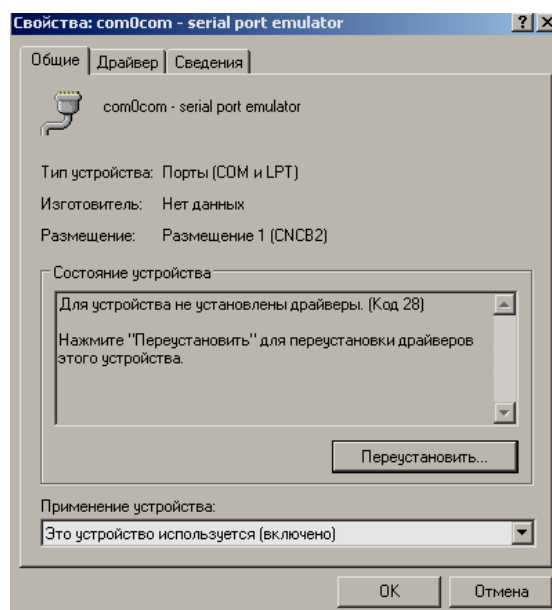 Свойства: com0com - serial port emulator
Общие Драйвер Сведения
com0com - serial port emulator
Тип устройства: Порты (COM и LPT)
Изготовитель: Нет данных
Размещение: Размещение 1 (CNCB2)
Состояние устройства
Для устройства не установлены драйверы. (Код 28)
Нажмите "Переустановить" для переустановки драйверов
этого устройства.
Переустановить...
Применение устройства:
Это устройство используется (включено)
OK Отмена